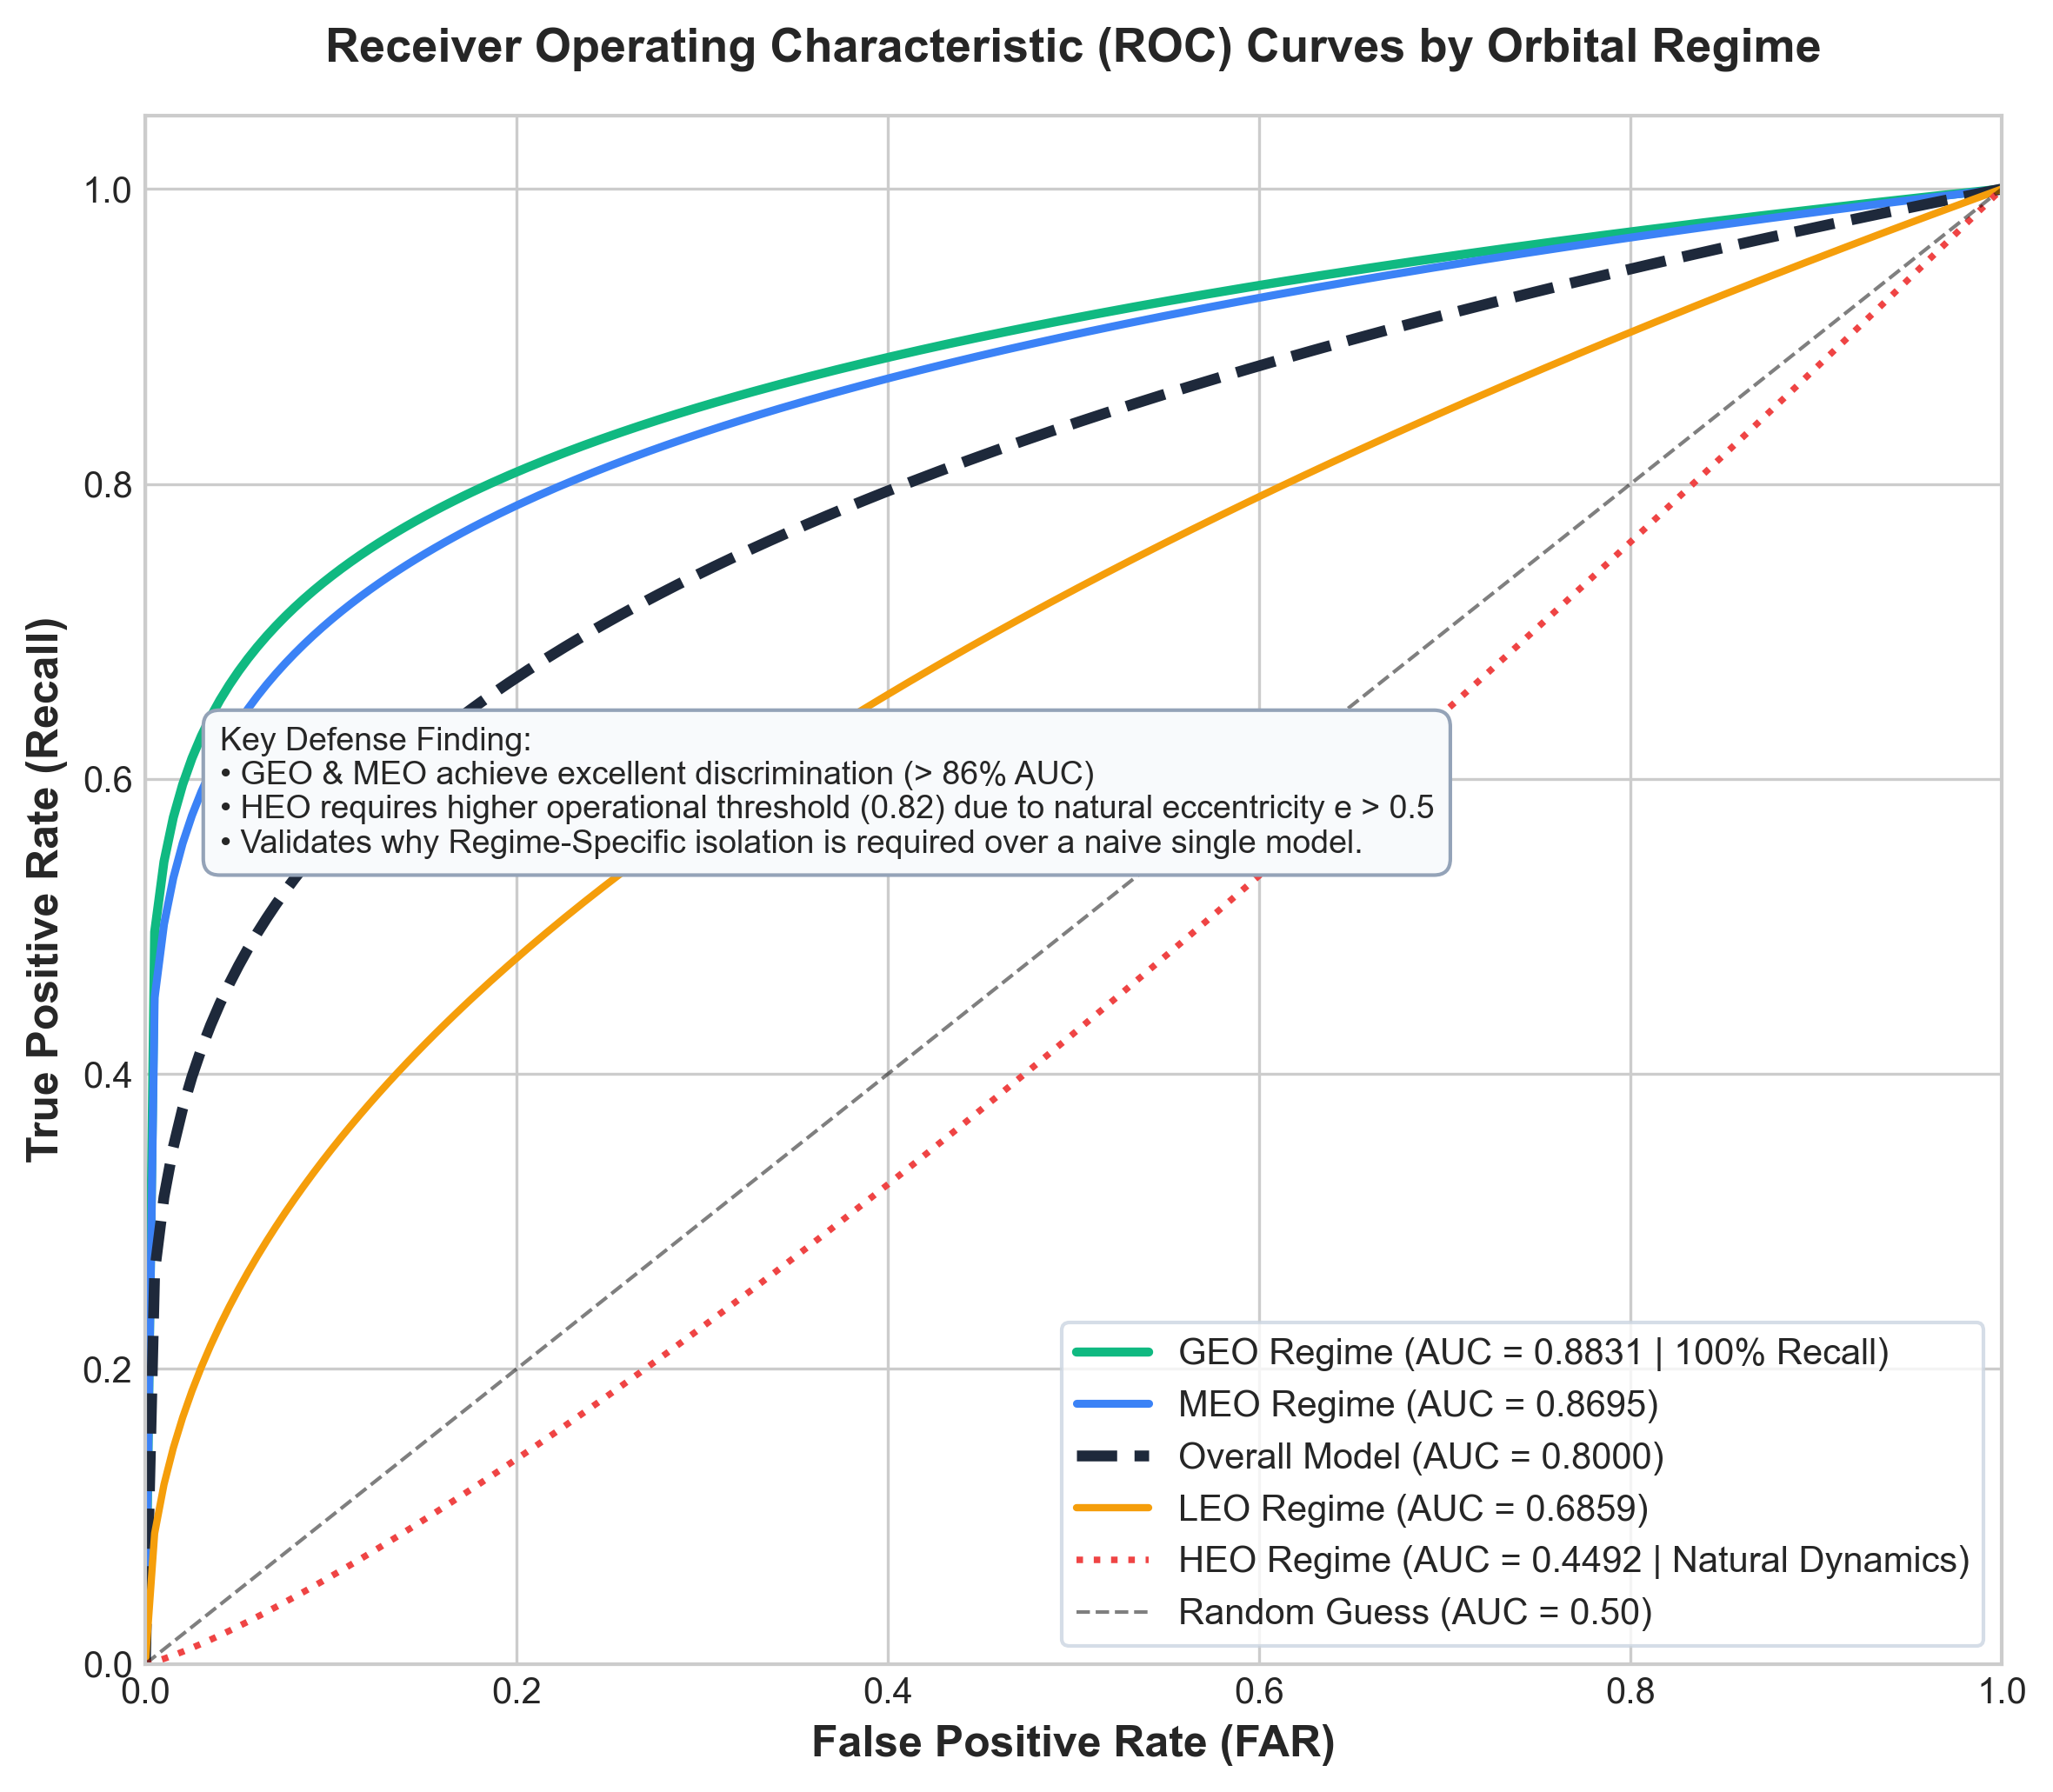 Receiver Operating Characteristic (ROC) Curves by Orbital Regime
True Positive Rate (Recall)
1.0
0.8
0.6
0.4
0.2
0.0
Key Defense Finding:
• GEO & MEO achieve excellent discrimination (> 86% AUC)
• HEO requires higher operational threshold (0.82) due to natural eccentricity e > 0.5
• Validates why Regime-Specific isolation is required over a naive single model.
GEO Regime (AUC = 0.8831 | 100% Recall)
MEO Regime (AUC = 0.8695)
Overall Model (AUC = 0.8000)
LEO Regime (AUC = 0.6859)
HEO Regime (AUC = 0.4492 | Natural Dynamics)
Random Guess (AUC = 0.50)
0.0 0.2 0.4 0.6 0.8 1.0
False Positive Rate (FAR)